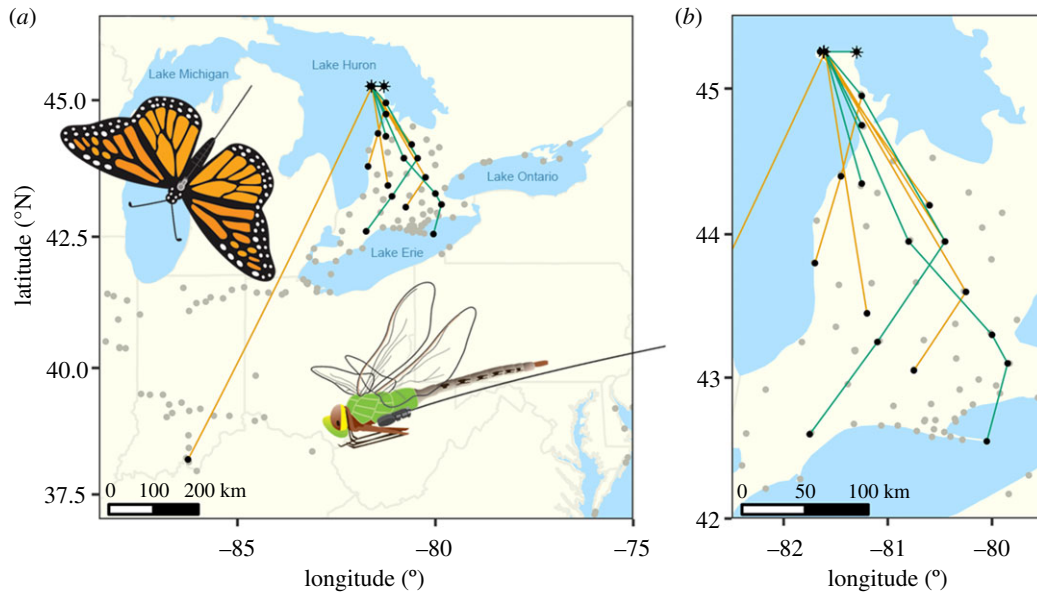 (a)
Lake Michigan
Lake Huron
Lake Ontario
Lake Erie
45.0
42.5
40.0
37.5
latitude (°N)
0 100 200 km
–85 –80 –75
longitude (º)
(b)
45
44
43
42
0 50 100 km
–82 –81 –80
longitude (º)